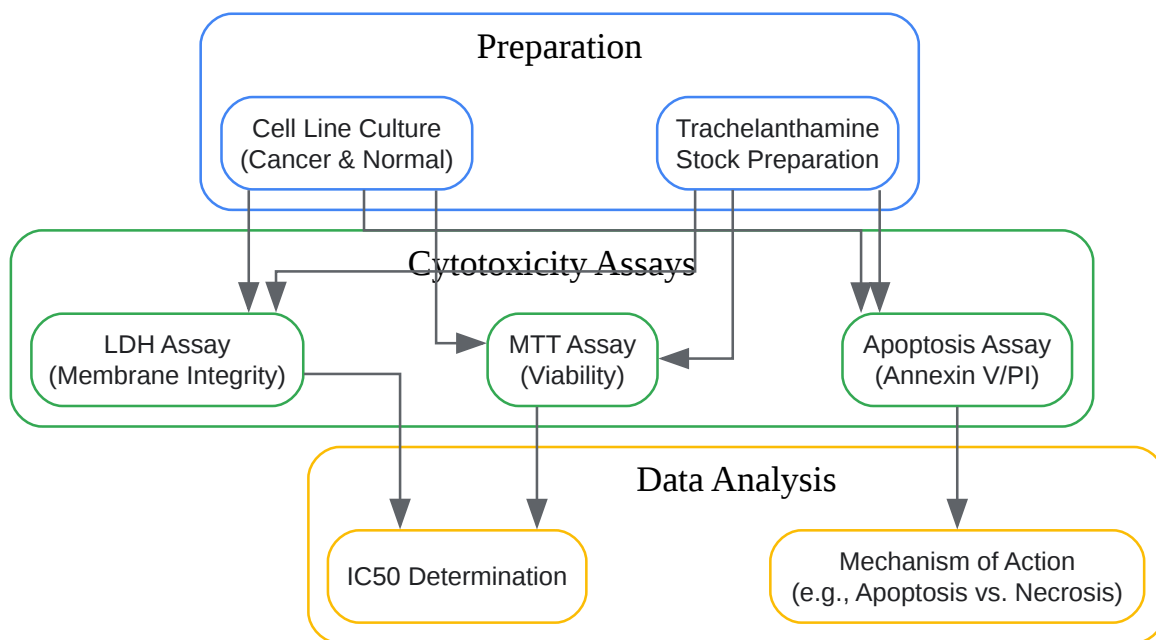 Preparation
Cell Line Culture
(Cancer & Normal)
Trachelanthamine
Stock Preparation
Cytotoxicity Assays
LDH Assay
(Membrane Integrity)
MTT Assay
(Viability)
Apoptosis Assay
(Annexin V/PI)
Data Analysis
IC50 Determination
Mechanism of Action
(e.g., Apoptosis vs. Necrosis)